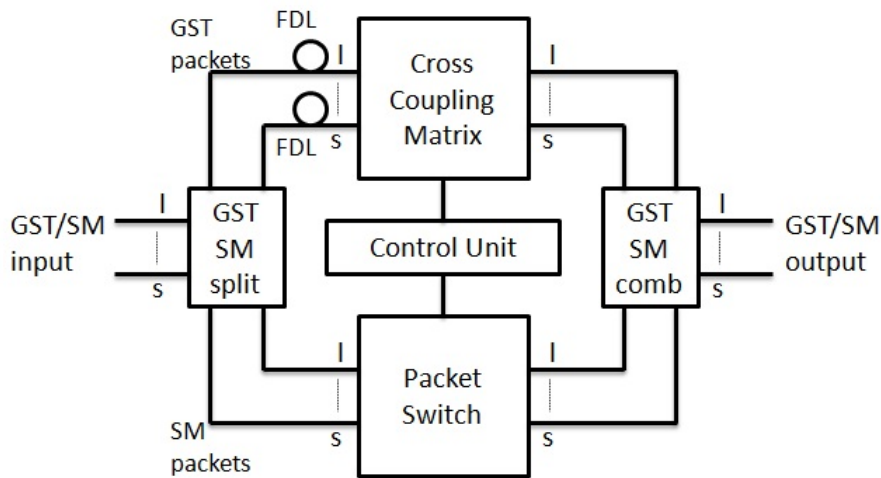 FDL
GST
packets
l
l
Cross
Coupling
Matrix
FDL
s
s
l
GST
SM
split
GST/SM
input
s
Control Unit
GST
SM
comb
l
GST/SM
output
s
l
l
Packet
Switch
SM
packets
s
s